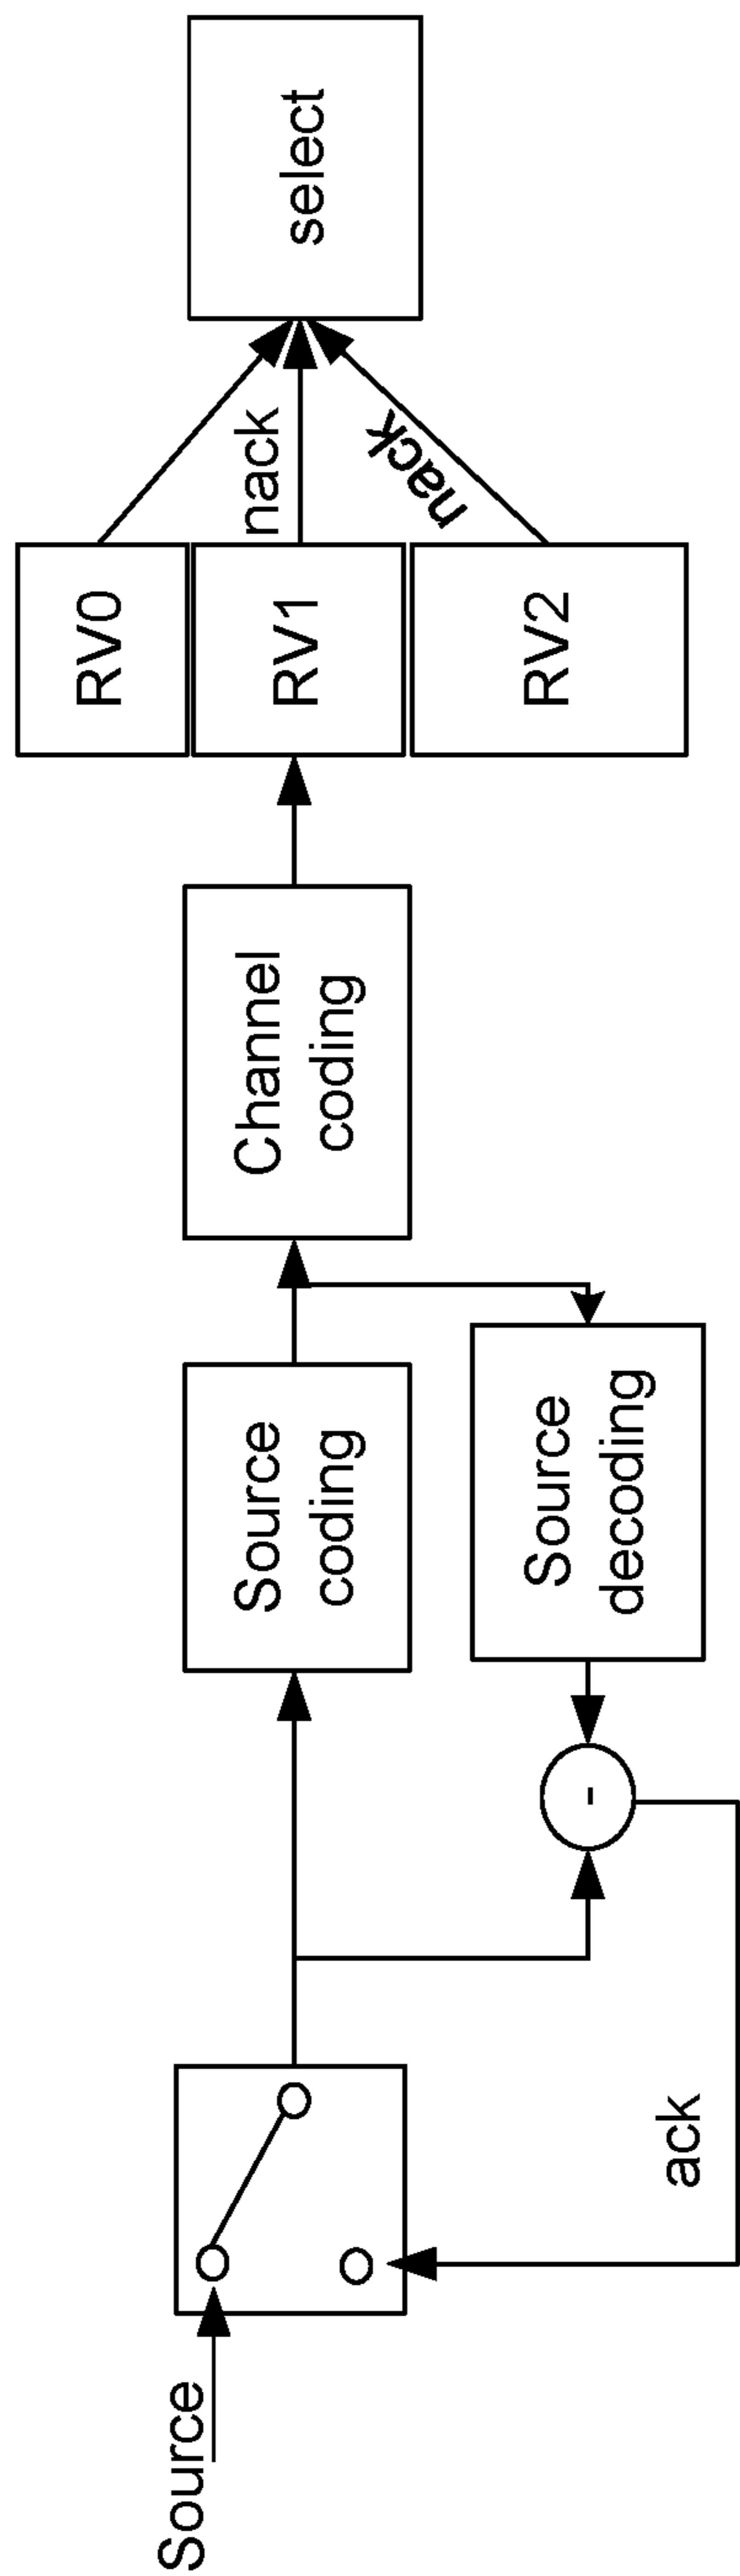 Source
ack
-
Source
coding
Source
decoding
Channel
coding
RV0
RV1
RV2
nack
nack
select